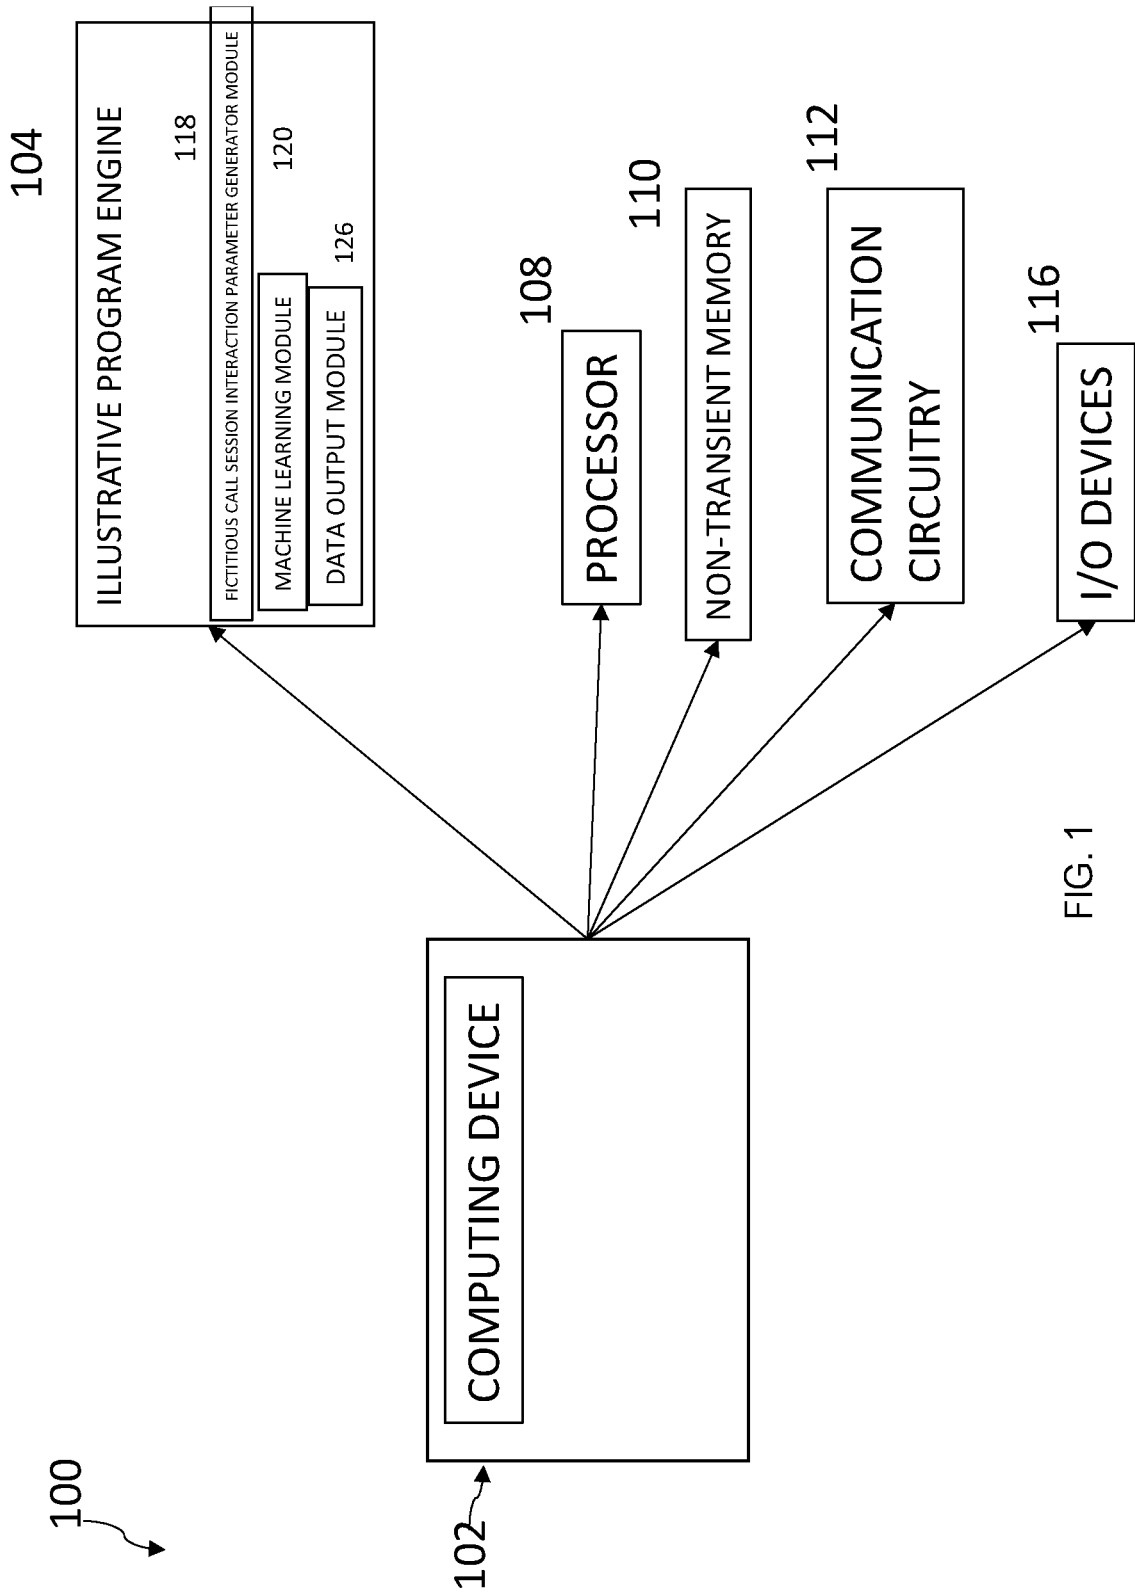 100
102
COMPUTING DEVICE
104
ILLUSTRATIVE PROGRAM ENGINE
118
FICTITIOUS CALL SESSION INTERACTION PARAMETER GENERATOR MODULE
120
MACHINE LEARNING MODULE
126
DATA OUTPUT MODULE
108
PROCESSOR
110
NON-TRANSIENT MEMORY
112
COMMUNICATION
CIRCUITRY
116
I/O DEVICES
FIG. 1